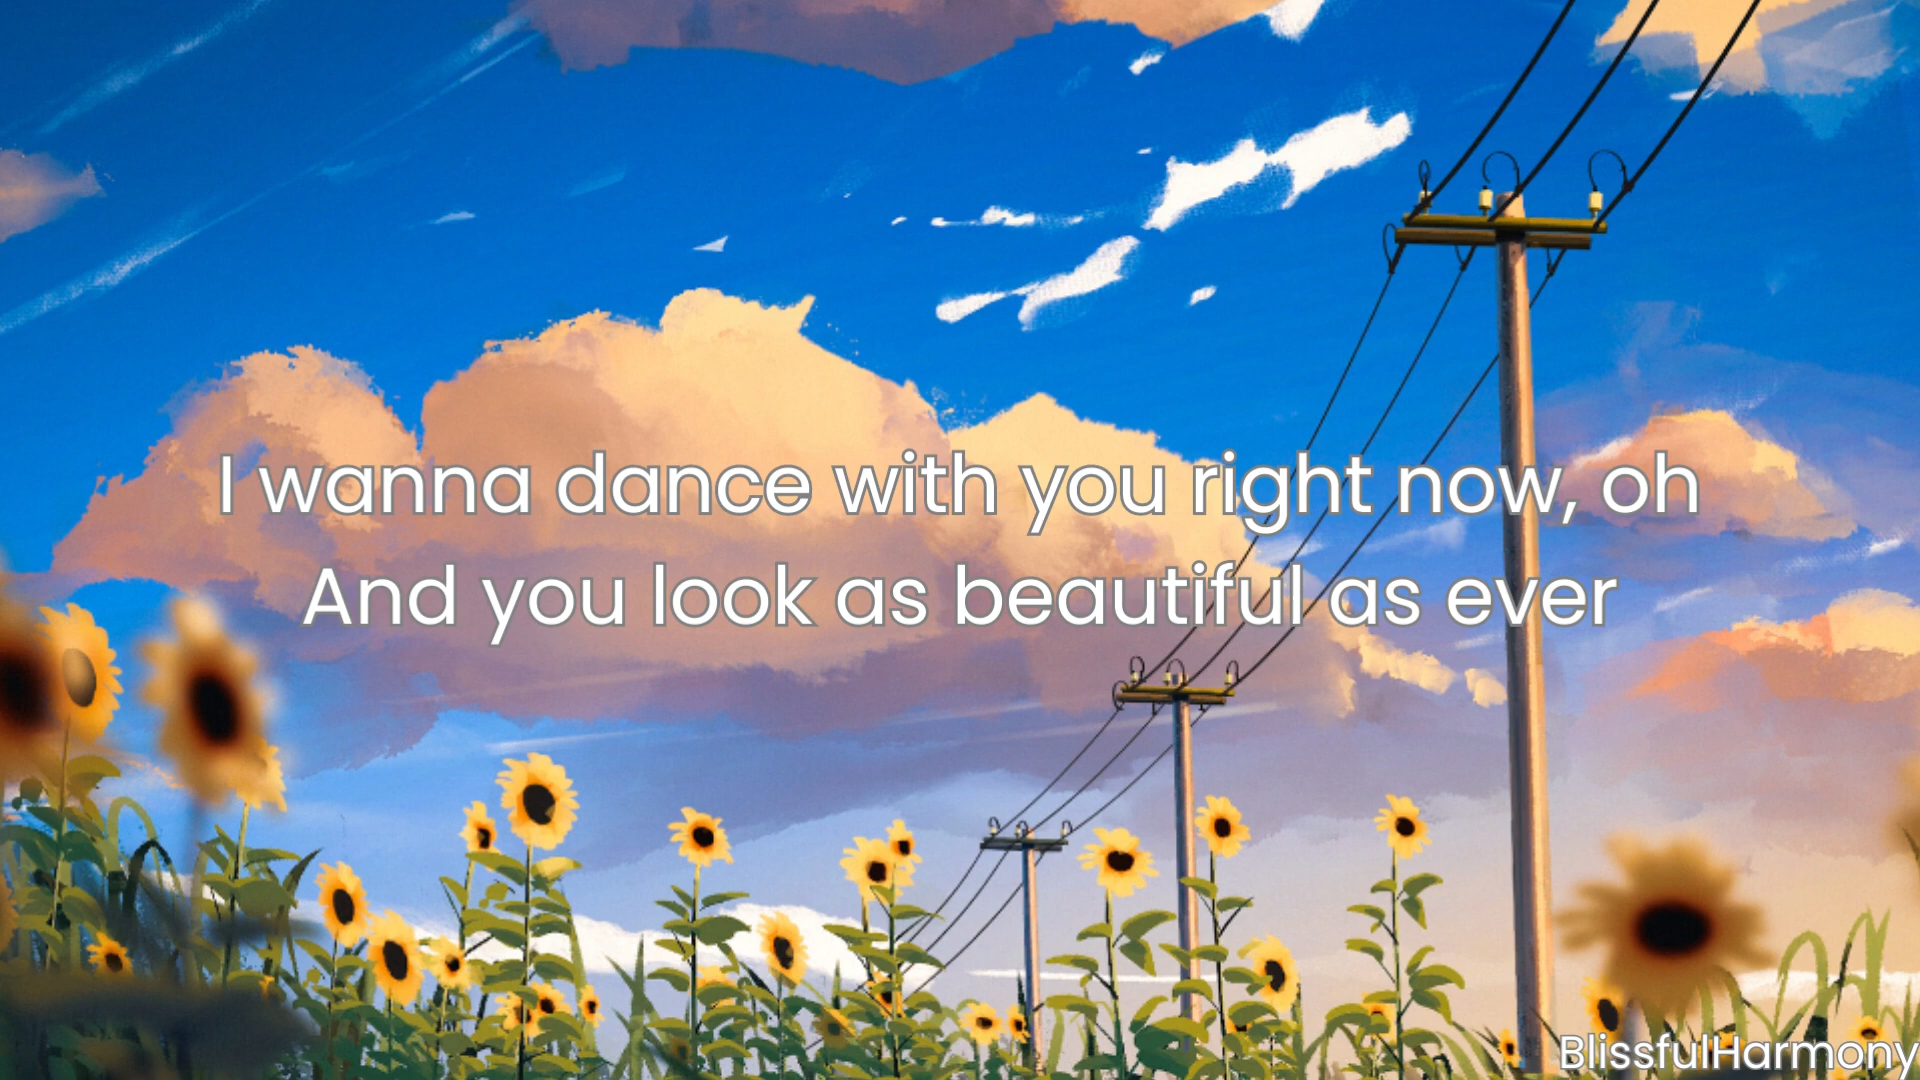 I wanna dance with you right now, oh
And you look as beautiful as ever
BlissfulHarmony